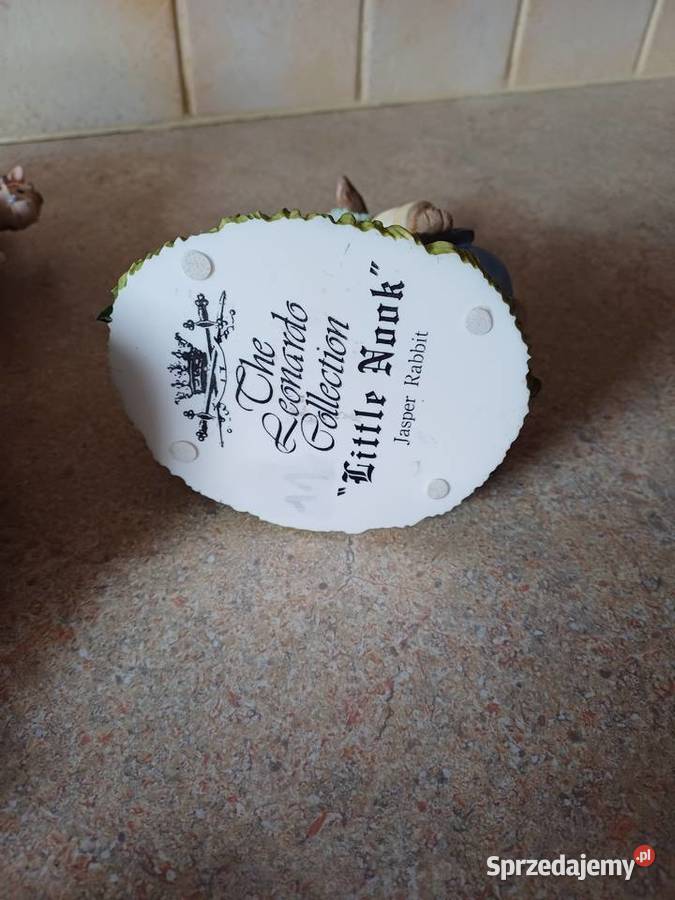 The
Leonardo
Collection
"Little Nook"
Jasper Rabbit
Sprzedajemy.pl